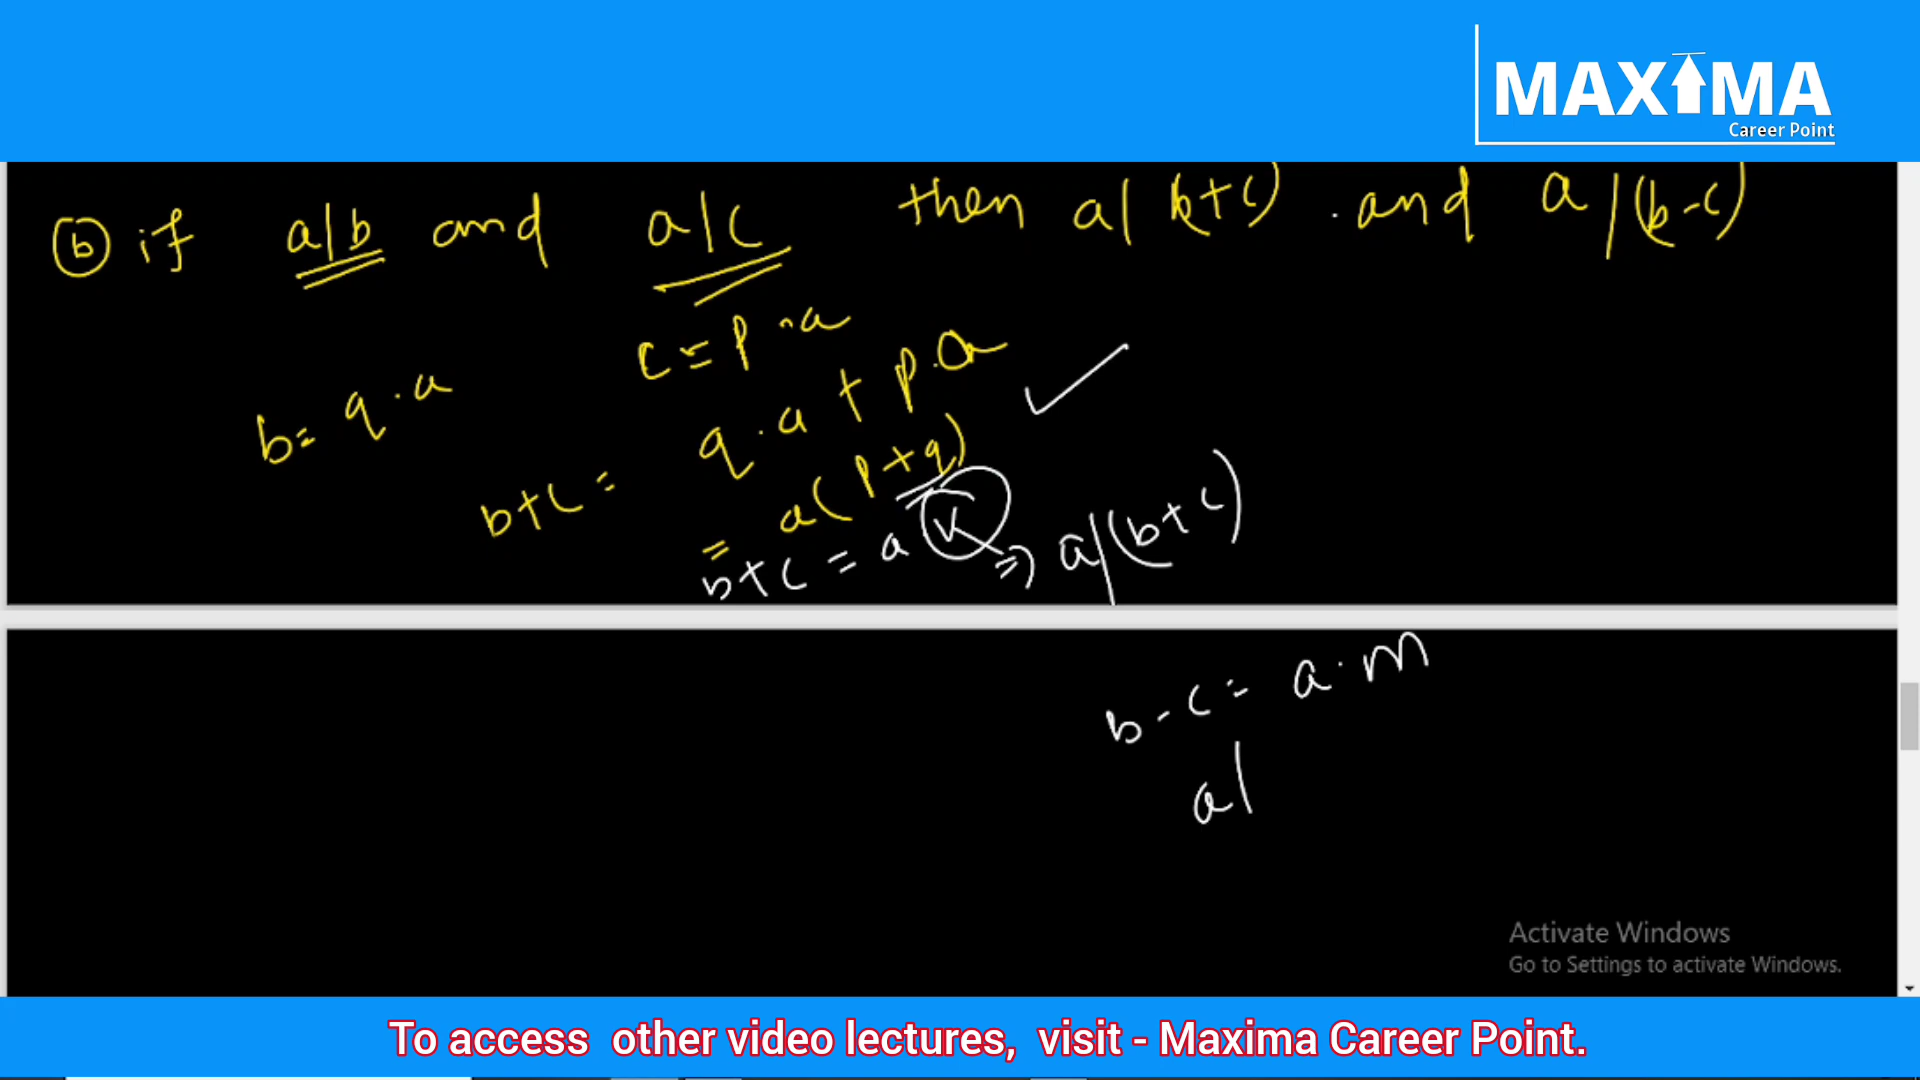 MAXIMA
Career Point
(b) if a|b and a|c then a|(b+c) . and a|(b-c)
c = p.a
b = q.a
b+c = q.a + p.a
= a(p+q)
b+c = a K ⇒ a|(b+c)
b-c = a.m
a|
Activate Windows
Go to Settings to activate Windows.
To access other video lectures, visit - Maxima Career Point.